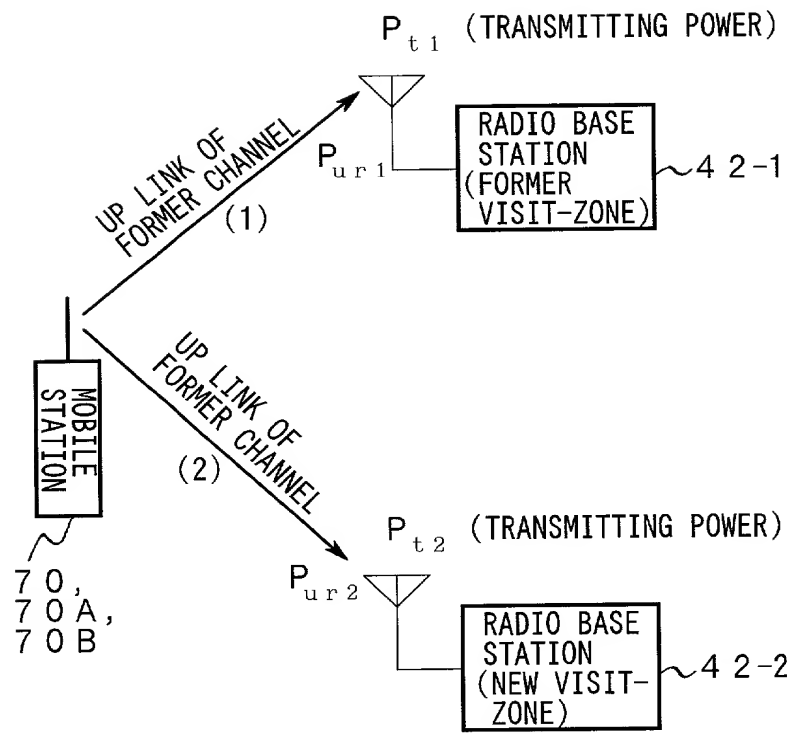 Pt1 (TRANSMITTING POWER)
UP LINK OF
FORMER CHANNEL
(1)
Pur1
RADIO BASE
STATION
(FORMER
VISIT-ZONE)
42-1
MOBILE
STATION
70,
70A,
70B
UP LINK OF
FORMER CHANNEL
(2)
Pt2 (TRANSMITTING POWER)
Pur2
RADIO BASE
STATION
(NEW VISIT-
ZONE)
42-2